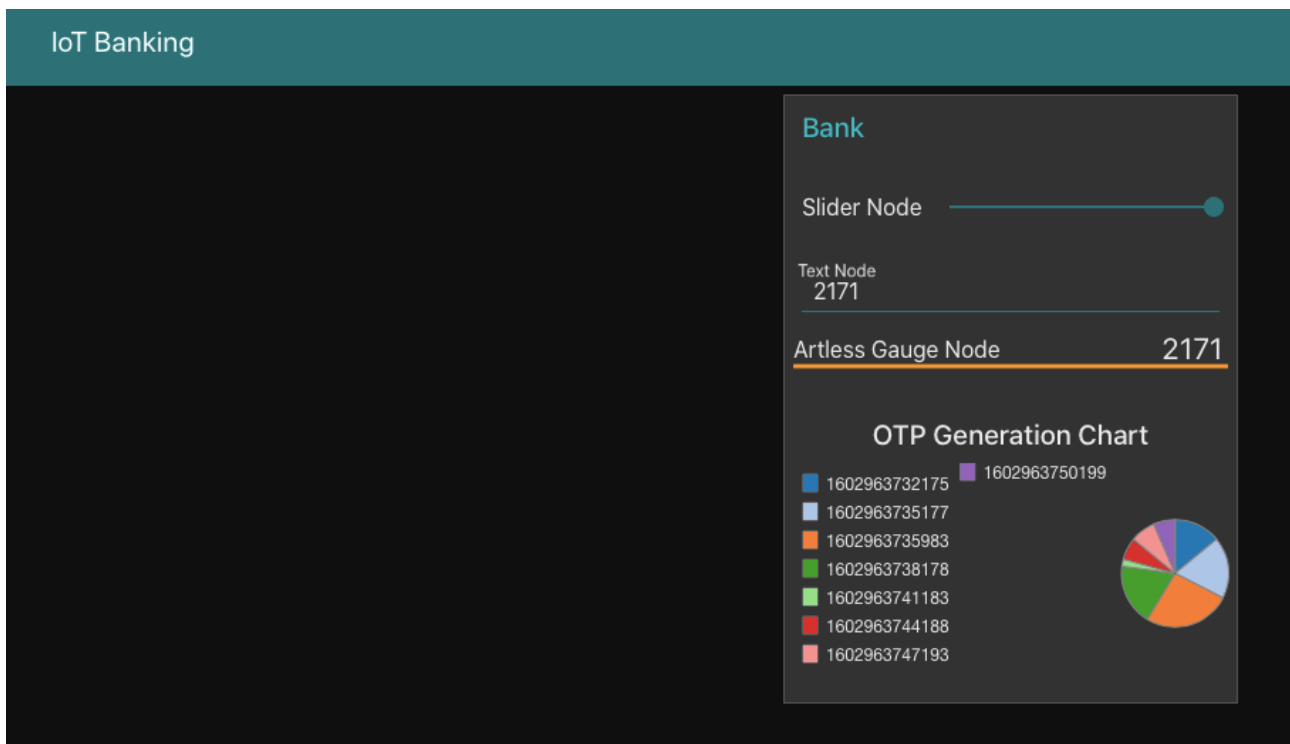 IoT Banking
Bank
Slider Node
Text Node
2171
Artless Gauge Node 2171
OTP Generation Chart
1602963732175
1602963735177
1602963735983
1602963738178
1602963741183
1602963744188
1602963747193
1602963750199